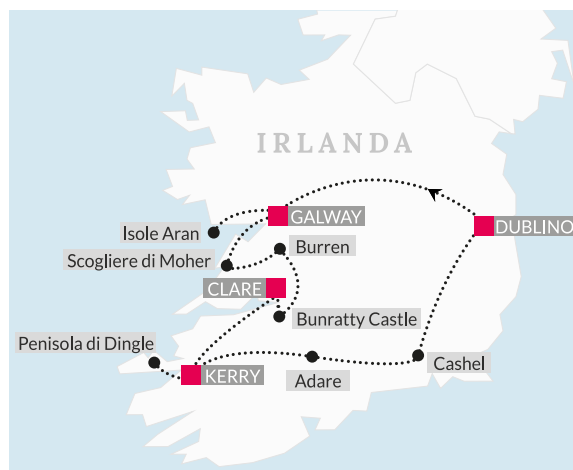 IRLANDA
GALWAY
DUBLINO
Isole Aran
Burren
Scogliere di Moher
CLARE
Bunratty Castle
Penisola di Dingle
KERRY
Adare
Cashel